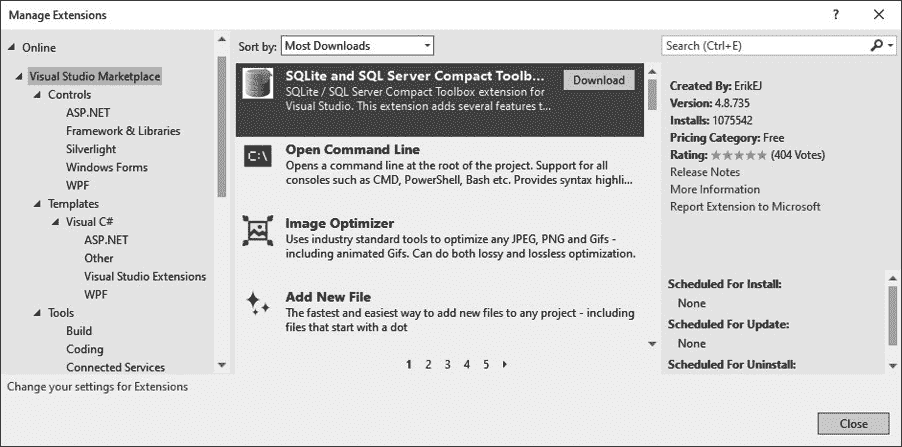 Manage Extensions
? ×
Online
Visual Studio Marketplace
Controls
ASP.NET
Framework & Libraries
Silverlight
Windows Forms
WPF
Templates
Visual C#
ASP.NET
Other
Visual Studio Extensions
WPF
Tools
Build
Coding
Connected Services
Change your settings for Extensions
Sort by: Most Downloads
SQLite and SQL Server Compact Toolb...
Download
SQLite / SQL Server Compact Toolbox extension for
Visual Studio. This extension adds several features t...
C:\
Open Command Line
Opens a command line at the root of the project. Support for all
consoles such as CMD, PowerShell, Bash etc. Provides syntax highli...
Image Optimizer
Uses industry standard tools to optimize any JPEG, PNG and Gifs -
including animated Gifs. Can do both lossy and lossless optimization.
Add New File
The fastest and easiest way to add new files to any project - including
files that start with a dot
1 2 3 4 5
Search (Ctrl+E)
Created By: ErikEJ
Version: 4.8.735
Installs: 1075542
Pricing Category: Free
Rating: ★★★★★ (404 Votes)
Release Notes
More Information
Report Extension to Microsoft
Scheduled For Install:
None
Scheduled For Update:
None
Scheduled For Uninstall:
Close